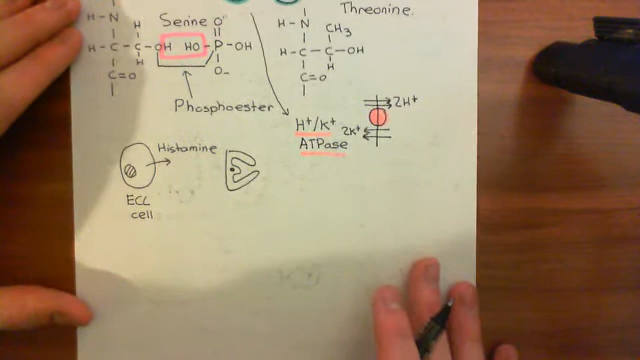 Serine
Threonine.
H-N
H
O⁻
H-C-C-OH HO-P-OH
H
C=O
O-
Phosphoester
H-N
CH3
H-C-C-OH
H
C=O
H+/K+
ATPase
2H+
2K+
Histamine
ECL
cell